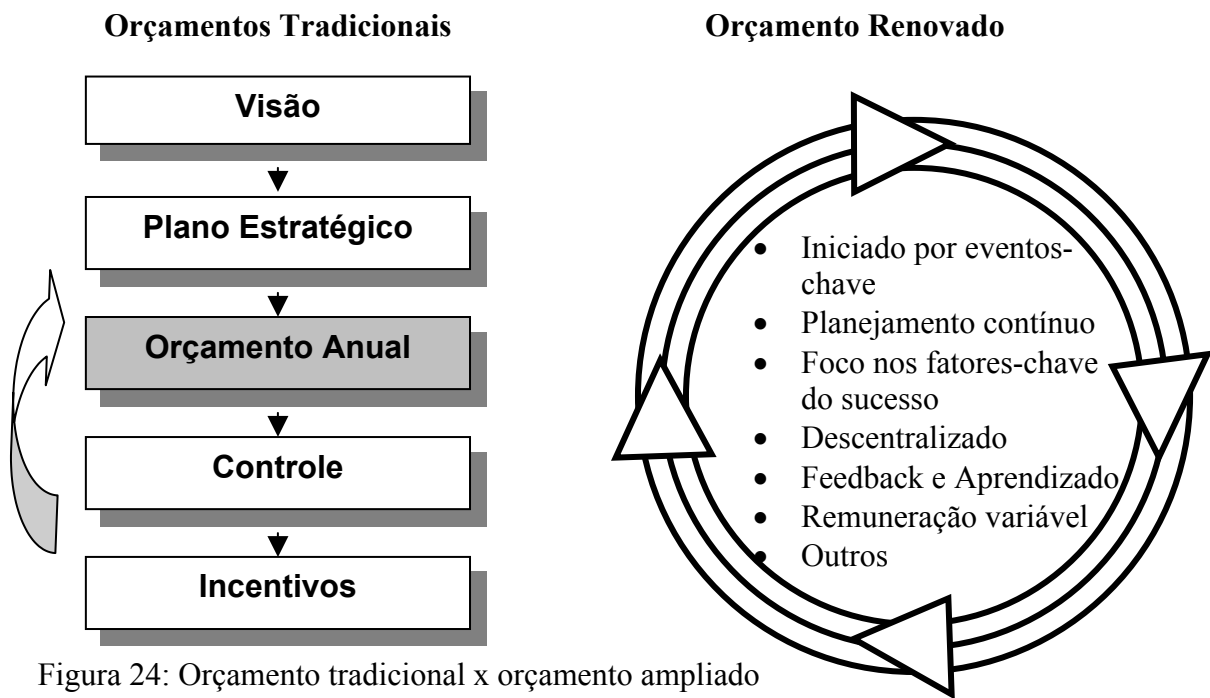 Orçamentos Tradicionais
Visão
Plano Estratégico
Orçamento Anual
Controle
Incentivos
Orçamento Renovado
• Iniciado por eventos-
chave
• Planejamento contínuo
• Foco nos fatores-chave
do sucesso
• Descentralizado
• Feedback e Aprendizado
• Remuneração variável
• Outros
Figura 24: Orçamento tradicional x orçamento ampliado